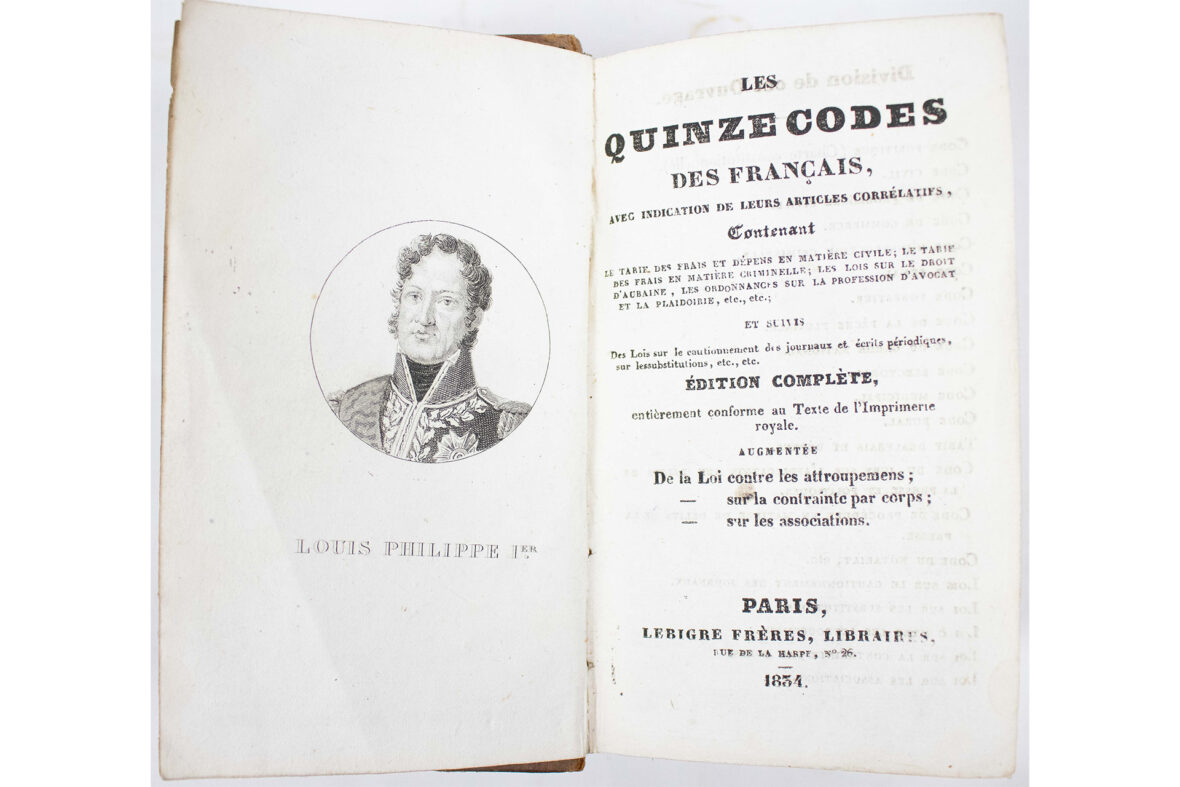 LOUIS PHILIPPE I.ER
LES
QUINZE CODES
DES FRANÇAIS,
AVEC INDICATION DE LEURS ARTICLES CORRÉLATIFS,
Contenant
LE TARIF DES FRAIS ET DÉPENS EN MATIÈRE CIVILE; LE TARIF
DES FRAIS EN MATIÈRE CRIMINELLE; LES LOIS SUR LE DROIT
D'AUBAINE, LES ORDONNANCES SUR LA PROFESSION D'AVOCAT
ET LA PLAIDOIRIE, etc., etc.;
ET SUIVIS
Des Lois sur le cautionnement des journaux et écrits périodiques,
sur lessubstitutions, etc., etc.
ÉDITION COMPLÈTE,
entièrement conforme au Texte de l'Imprimerie
royale.
AUGMENTÉE
De la Loi contre les attroupemens;
— sur la contrainte par corps;
— sur les associations.
PARIS,
LEBIGRE FRÈRES, LIBRAIRES,
RUE DE LA HARPE, Nº 26.
1834.